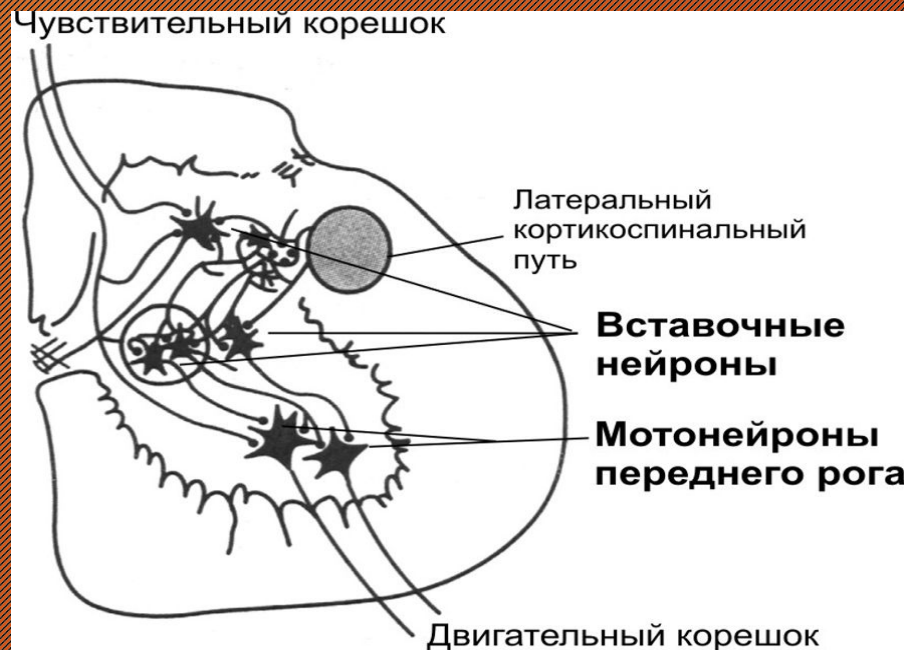 Чувствительный корешок
Латеральный
кортикоспинальный
путь
Вставочные
нейроны
Мотонейроны
переднего рога
Двигательный корешок